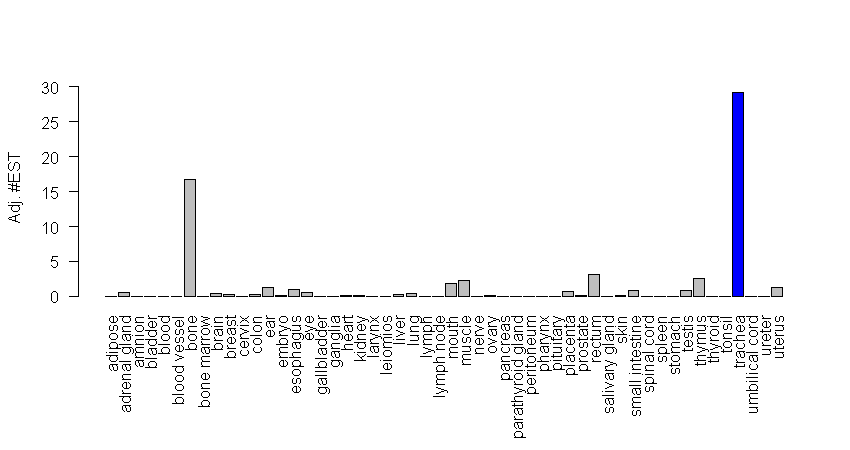 Adj. #EST
30
25
20
15
10
5
0
adipose
adrenal gland
amnion
bladder
blood
blood vessel
bone
bone marrow
brain
breast
cervix
colon
ear
embryo
esophagus
eye
gallbladder
ganglia
heart
kidney
larynx
leiomios
liver
lung
lymph
lymph node
mouth
muscle
nerve
ovary
pancreas
parathyroid gland
peritoneum
pharynx
pituitary
placenta
prostate
rectum
salivary gland
skin
small intestine
spinal cord
spleen
stomach
testis
thymus
thyroid
tonsil
trachea
umbilical cord
ureter
uterus